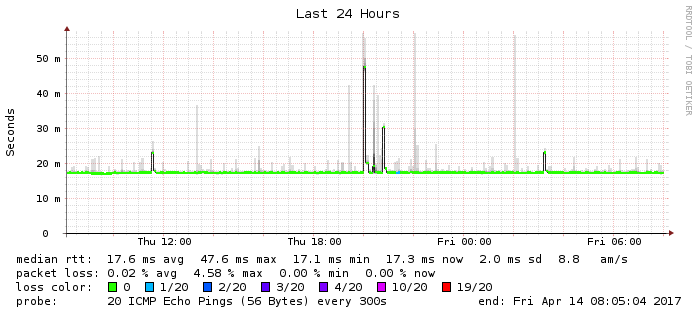 Last 24 Hours
RRDTOOL / TOBI OETIKER
Seconds
50 m
40 m
30 m
20 m
10 m
0
Thu 12:00 Thu 18:00 Fri 00:00 Fri 06:00
median rtt: 17.6 ms avg 47.6 ms max 17.1 ms min 17.3 ms now 2.0 ms sd 8.8 am/s
packet loss: 0.02 % avg 4.58 % max 0.00 % min 0.00 % now
loss color: 0 1/20 2/20 3/20 4/20 10/20 19/20
probe: 20 ICMP Echo Pings (56 Bytes) every 300s end: Fri Apr 14 08:05:04 2017